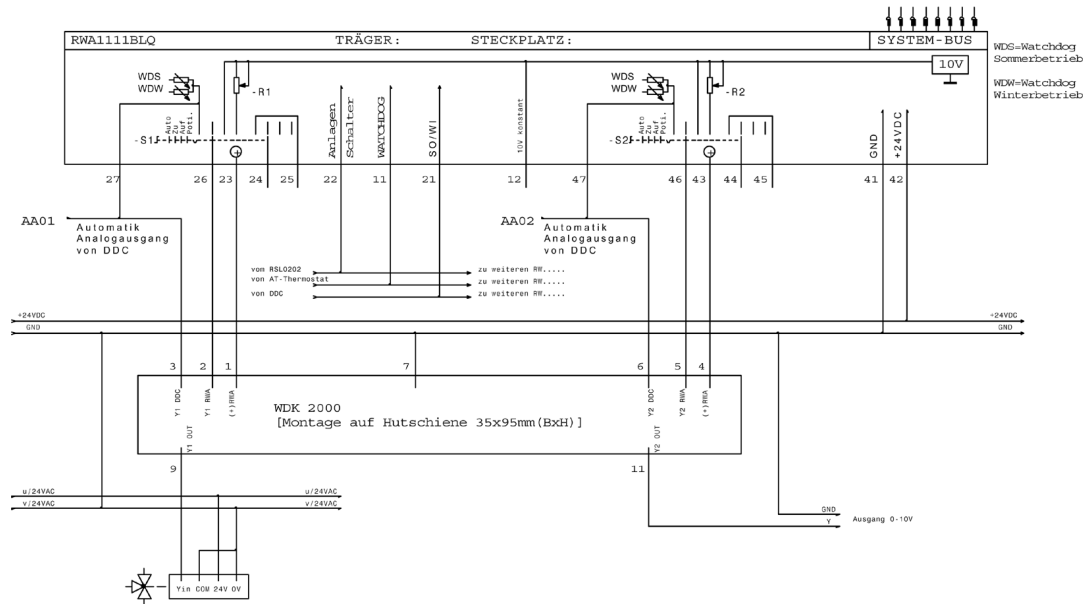 RWA1111BLQ TRÄGER: STECKPLATZ: SYSTEM-BUS
WDS=Watchdog
Sommerbetrieb
WDW=Watchdog
Winterbetrieb
10V
WDS
WDW
-R1
WDS
WDW
-R2
Auto
Zu
Auf
Poti.
-S1
Anlagen
Schalter
WATCHDOG
SO/WI
10V konstant
Auto
Zu
Auf
Poti.
-S2
GND
+24VDC
27 26 23 24 25 22 11 21 12 47 46 43 44 45 41 42
AA01
Automatik
Analogausgang
von DDC
AA02
Automatik
Analogausgang
von DDC
vom RSL0202 zu weiteren RW.....
von AT-Thermostat zu weiteren RW.....
von DDC zu weiteren RW.....
+24VDC +24VDC
GND GND
3 2 1 7 6 5 4
Y1 DDC
Y1 RWA
(+)RWA
Y2 DDC
Y2 RWA
(+)RWA
WDK 2000
[Montage auf Hutschiene 35x95mm(BxH)]
Y1 OUT
Y2 OUT
9 11
u/24VAC u/24VAC
v/24VAC v/24VAC
GND
Y
Ausgang 0-10V
Yin COM 24V 0V